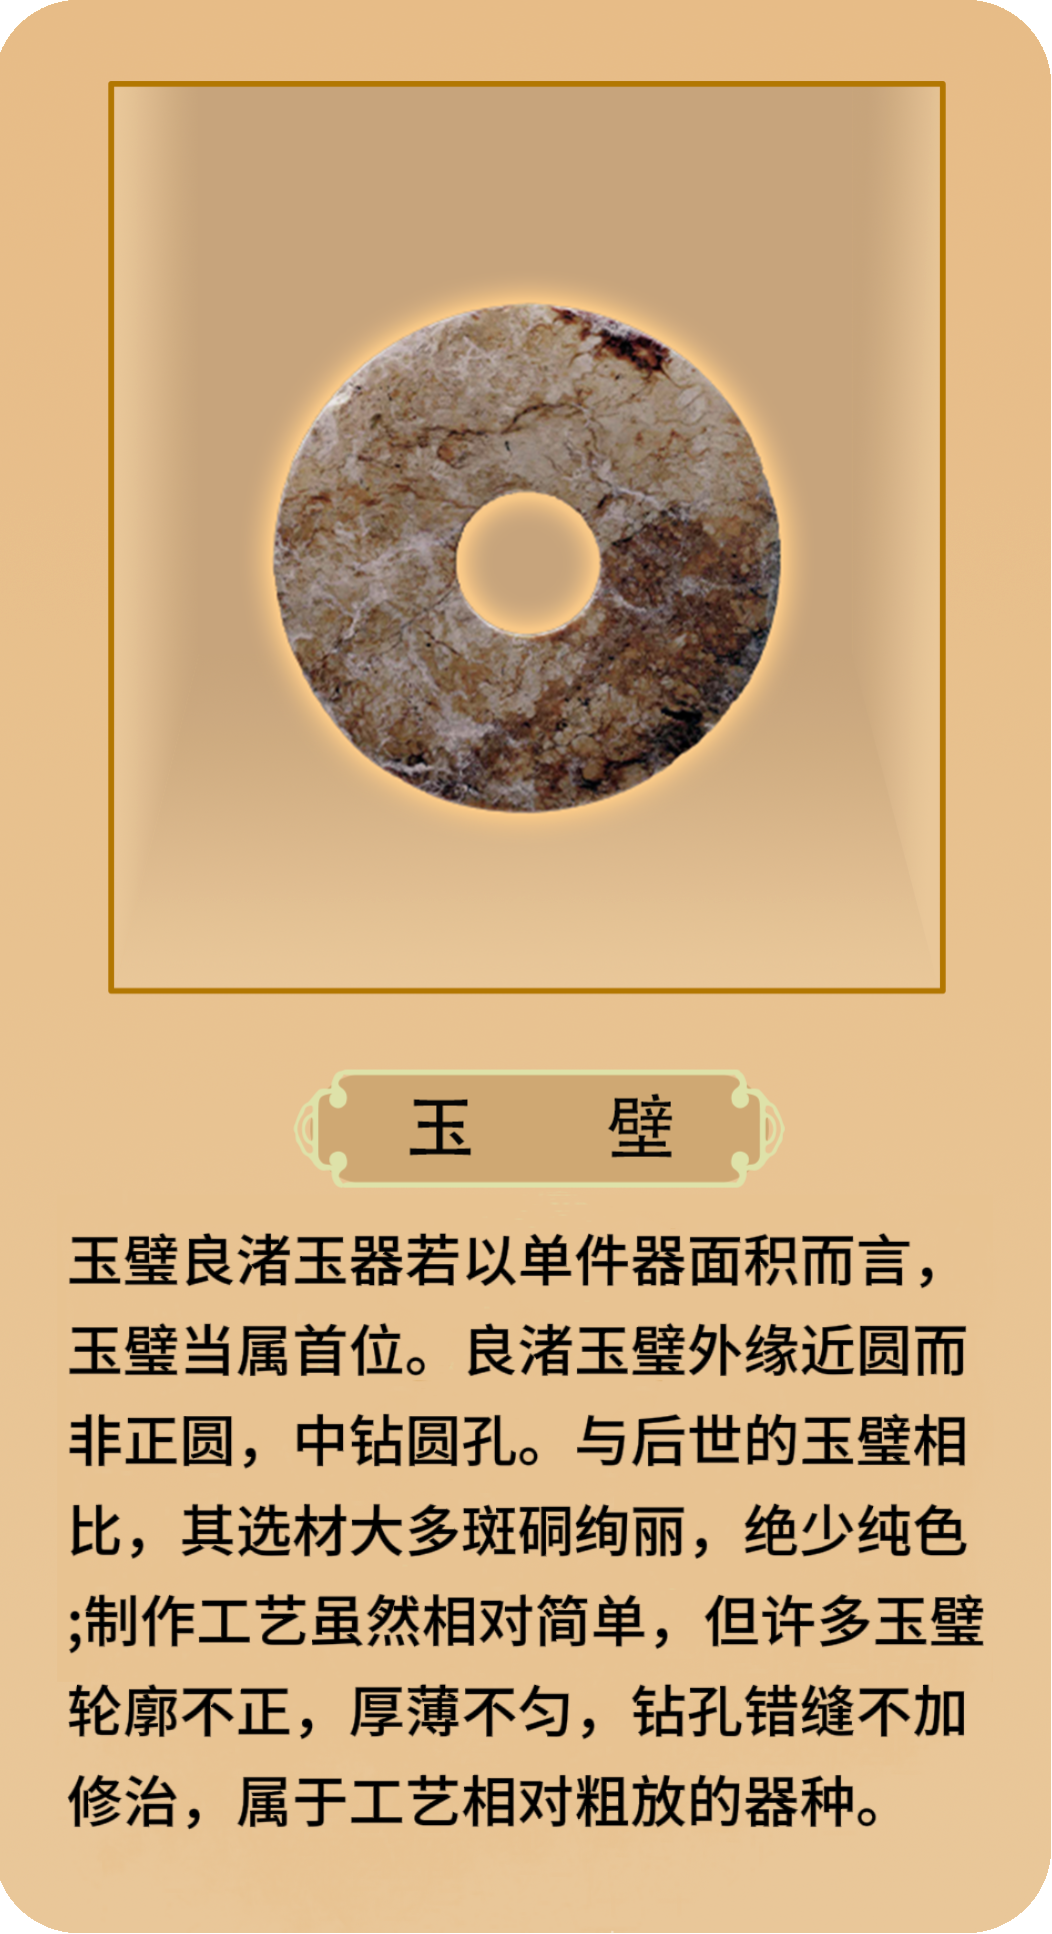 玉 壁
玉璧良渚玉器若以单件器面积而言，
玉璧当属首位。良渚玉璧外缘近圆而
非正圆，中钻圆孔。与后世的玉璧相
比，其选材大多斑硐绚丽，绝少纯色
;制作工艺虽然相对简单，但许多玉璧
轮廓不正，厚薄不匀，钻孔错缝不加
修治，属于工艺相对粗放的器种。